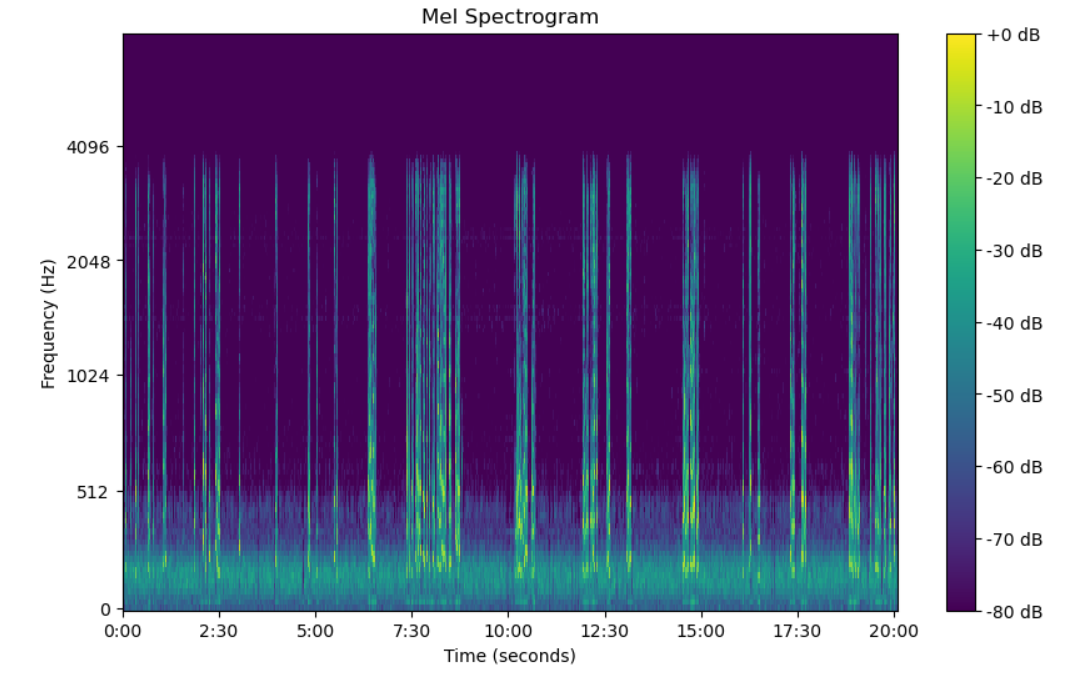 Mel Spectrogram
Frequency (Hz)
4096
2048
1024
512
0
0:00 2:30 5:00 7:30 10:00 12:30 15:00 17:30 20:00
Time (seconds)
+0 dB
-10 dB
-20 dB
-30 dB
-40 dB
-50 dB
-60 dB
-70 dB
-80 dB